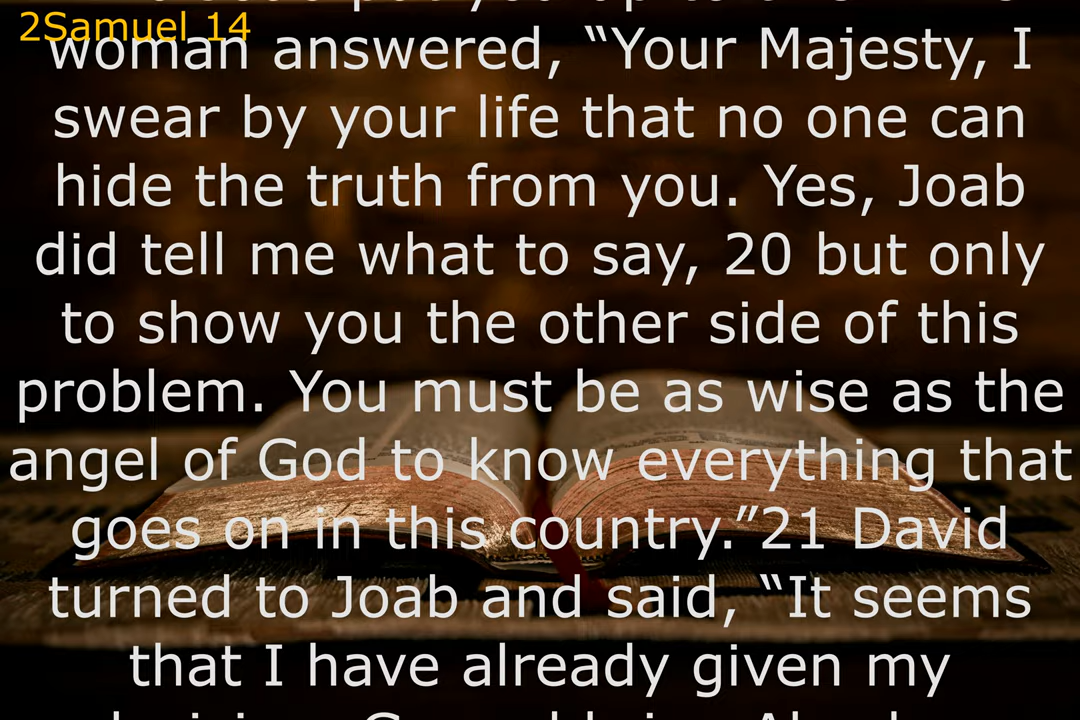 2Samuel 14
woman answered, “Your Majesty, I
swear by your life that no one can
hide the truth from you. Yes, Joab
did tell me what to say, 20 but only
to show you the other side of this
problem. You must be as wise as the
angel of God to know everything that
goes on in this country.”21 David
turned to Joab and said, “It seems
that I have already given my